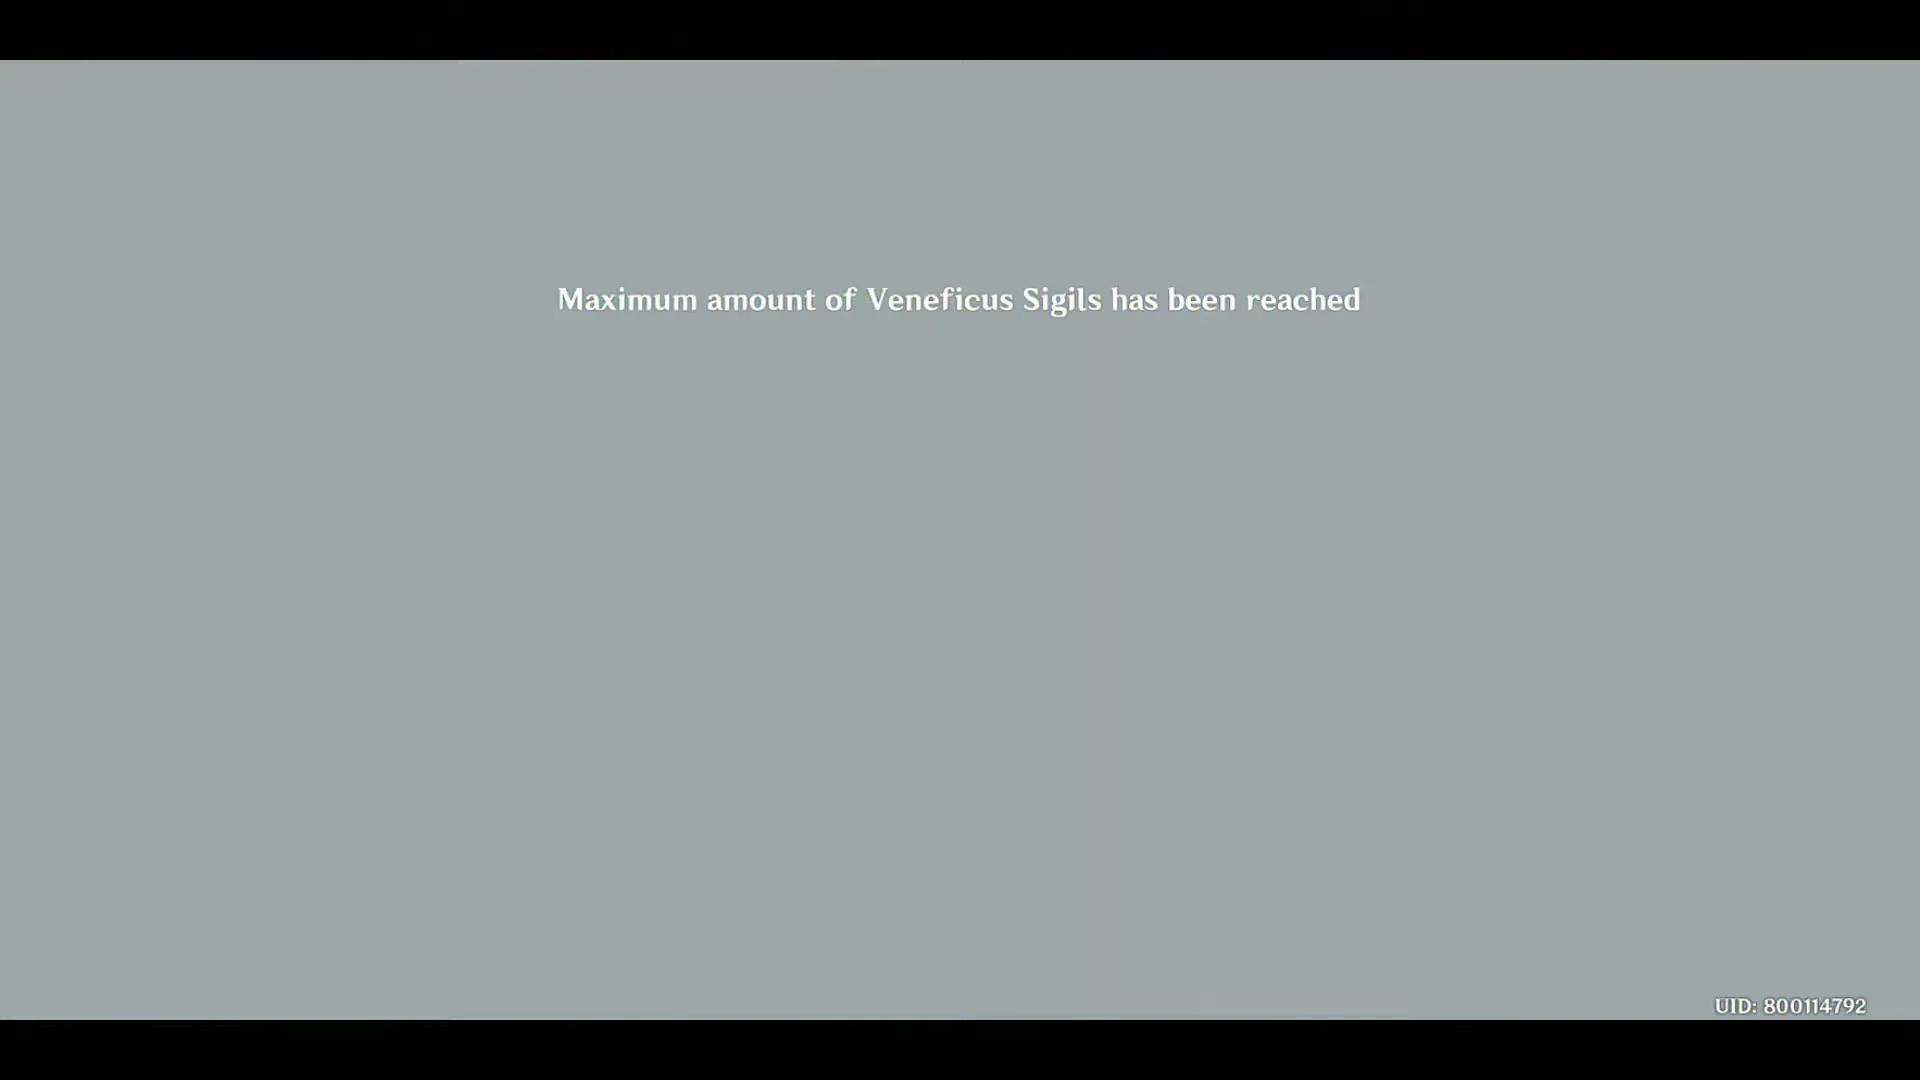 Maximum amount of Veneficus Sigils has been reached
UID: 800114792